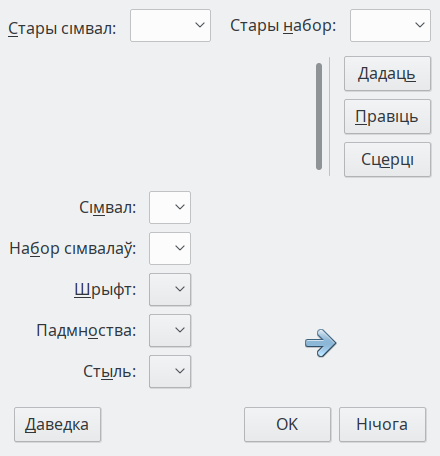 Стары сімвал: Стары набор:
Дадаць
Правіць
Сцерці
Сімвал:
Набор сімвалаў:
Шрыфт:
Падмноства:
Стыль:
Даведка OK Нічога